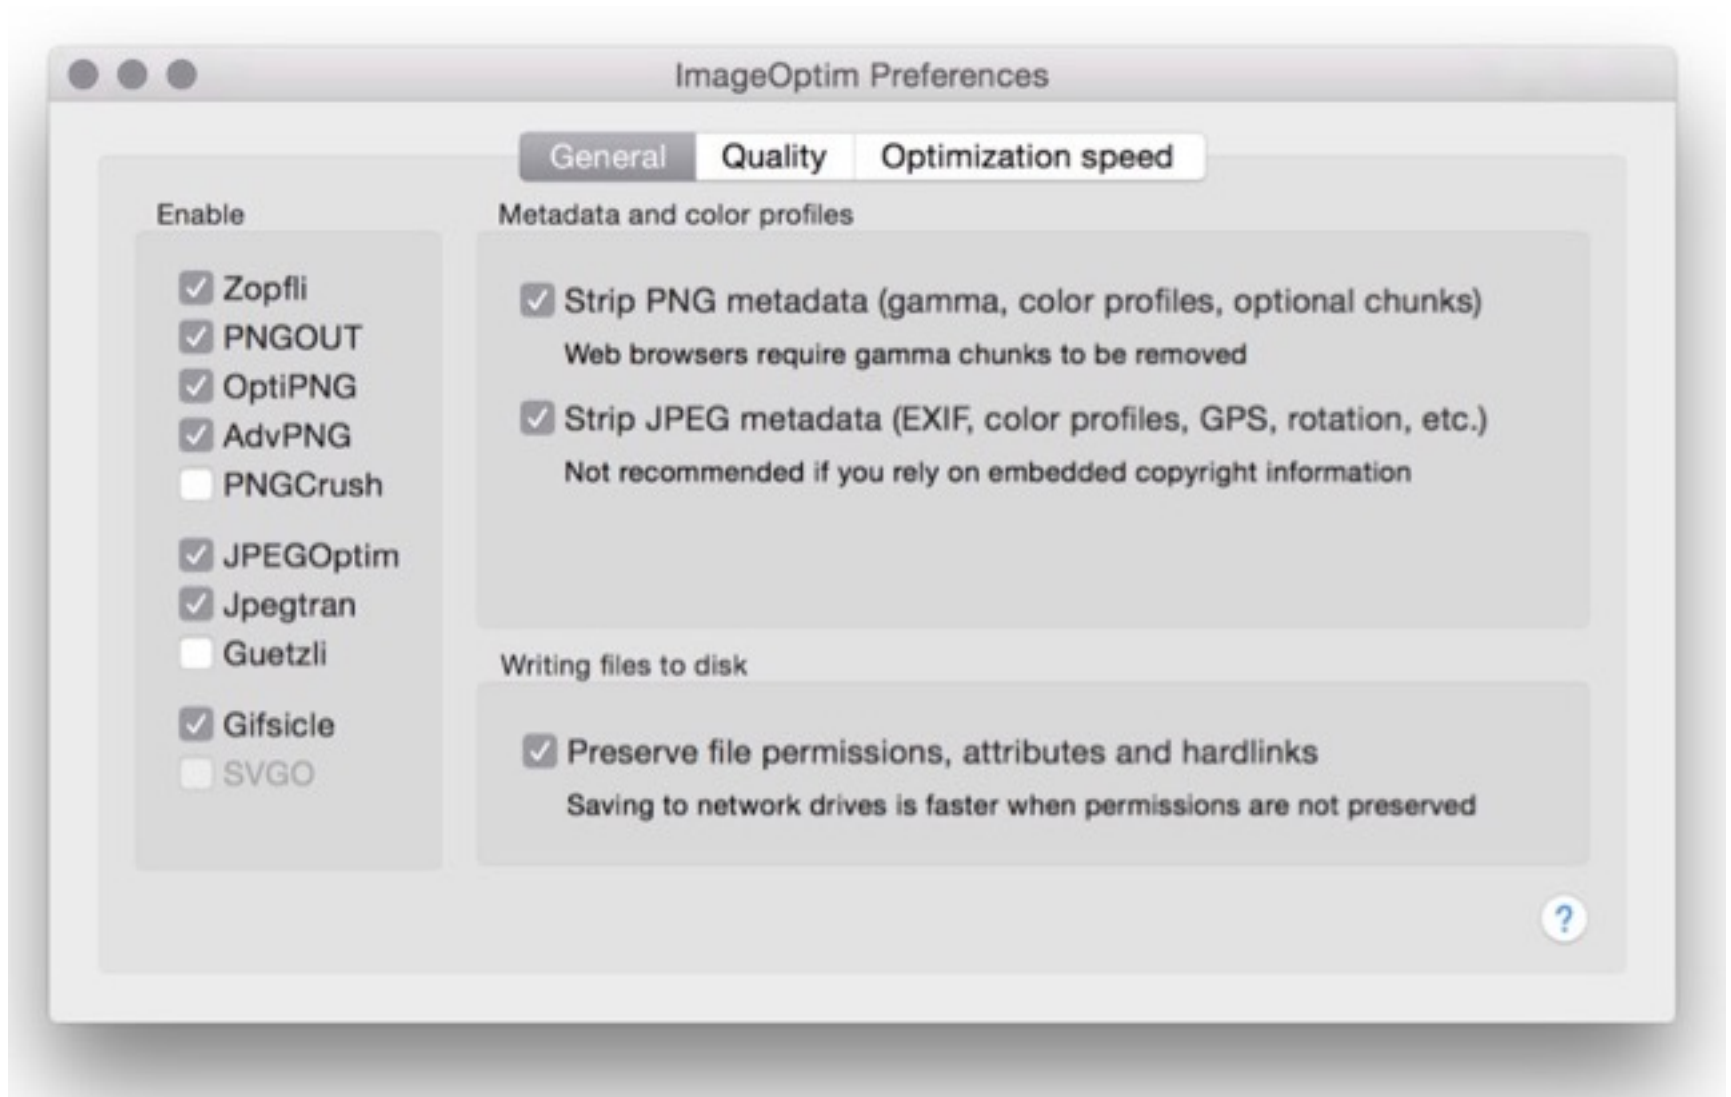 ImageOptim Preferences
General Quality Optimization speed
Enable
Zopfli
PNGOUT
OptiPNG
AdvPNG
PNGCrush
JPEGOptim
Jpegtran
Guetzli
Gifsicle
SVGO
Metadata and color profiles
Strip PNG metadata (gamma, color profiles, optional chunks)
Web browsers require gamma chunks to be removed
Strip JPEG metadata (EXIF, color profiles, GPS, rotation, etc.)
Not recommended if you rely on embedded copyright information
Writing files to disk
Preserve file permissions, attributes and hardlinks
Saving to network drives is faster when permissions are not preserved
?